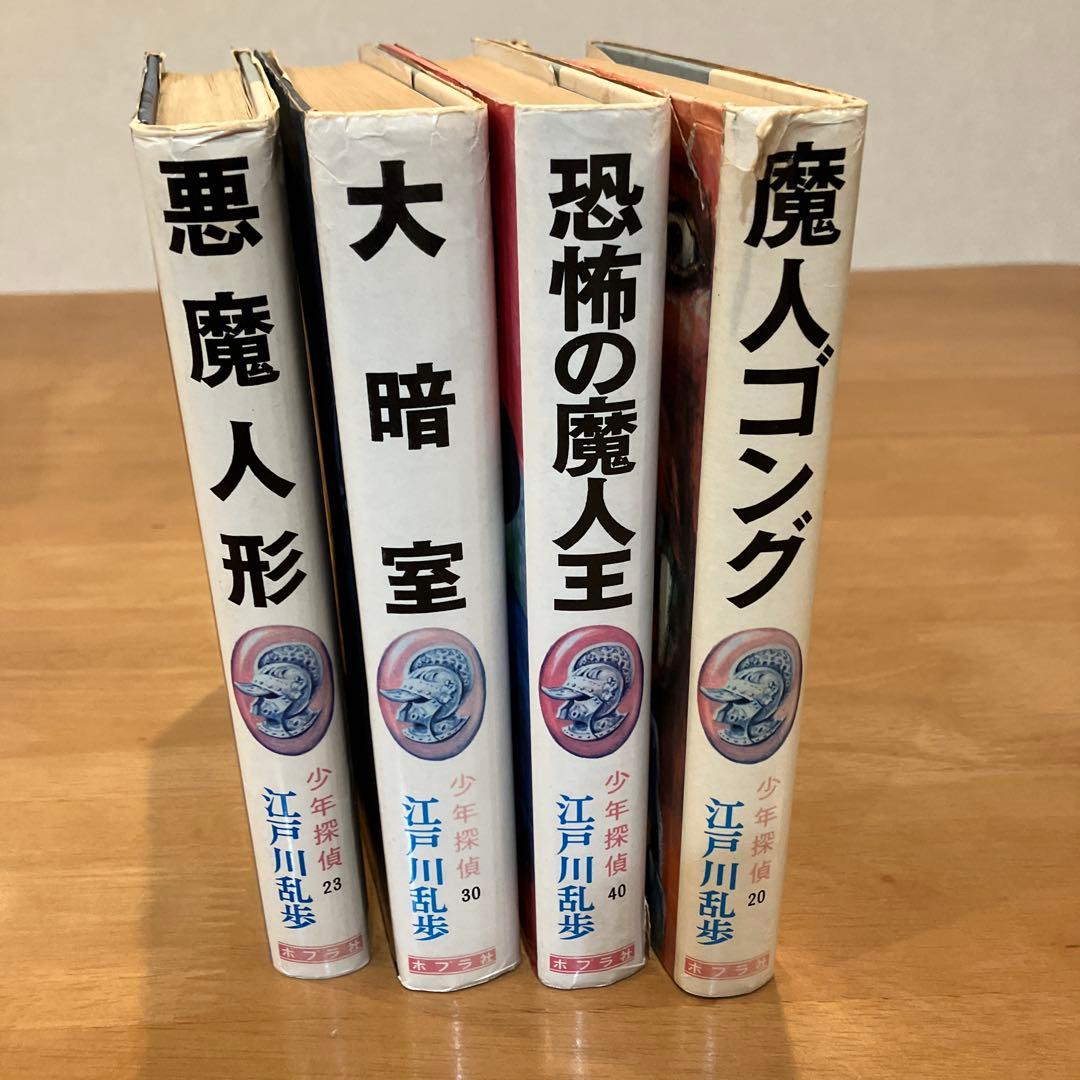 悪魔人形
少年探偵 23
江戸川乱歩
ポプラ社
大暗室
少年探偵 30
江戸川乱歩
ポプラ社
恐怖の魔人王
少年探偵 40
江戸川乱歩
ポプラ社
魔人ゴング
少年探偵 20
江戸川乱歩
ポプラ社